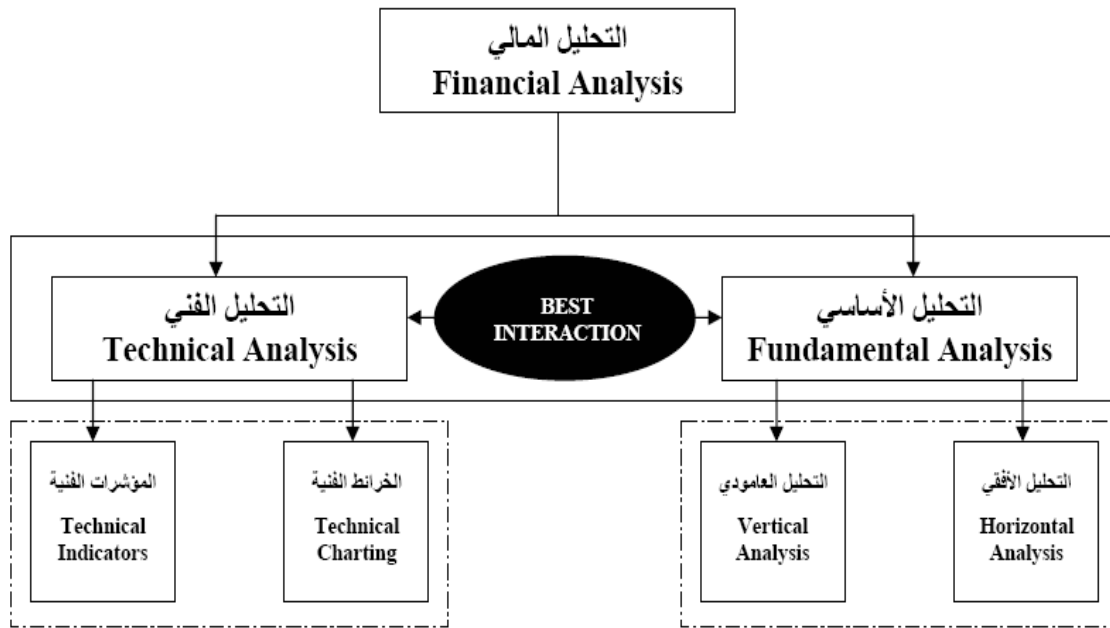 التحليل المالي
Financial Analysis
التحليل الفني
Technical Analysis
BEST
INTERACTION
التحليل الأساسي
Fundamental Analysis
المؤشرات الفنية
Technical
Indicators
الخرائط الفنية
Technical
Charting
التحليل العامودي
Vertical
Analysis
التحليل الأفقي
Horizontal
Analysis